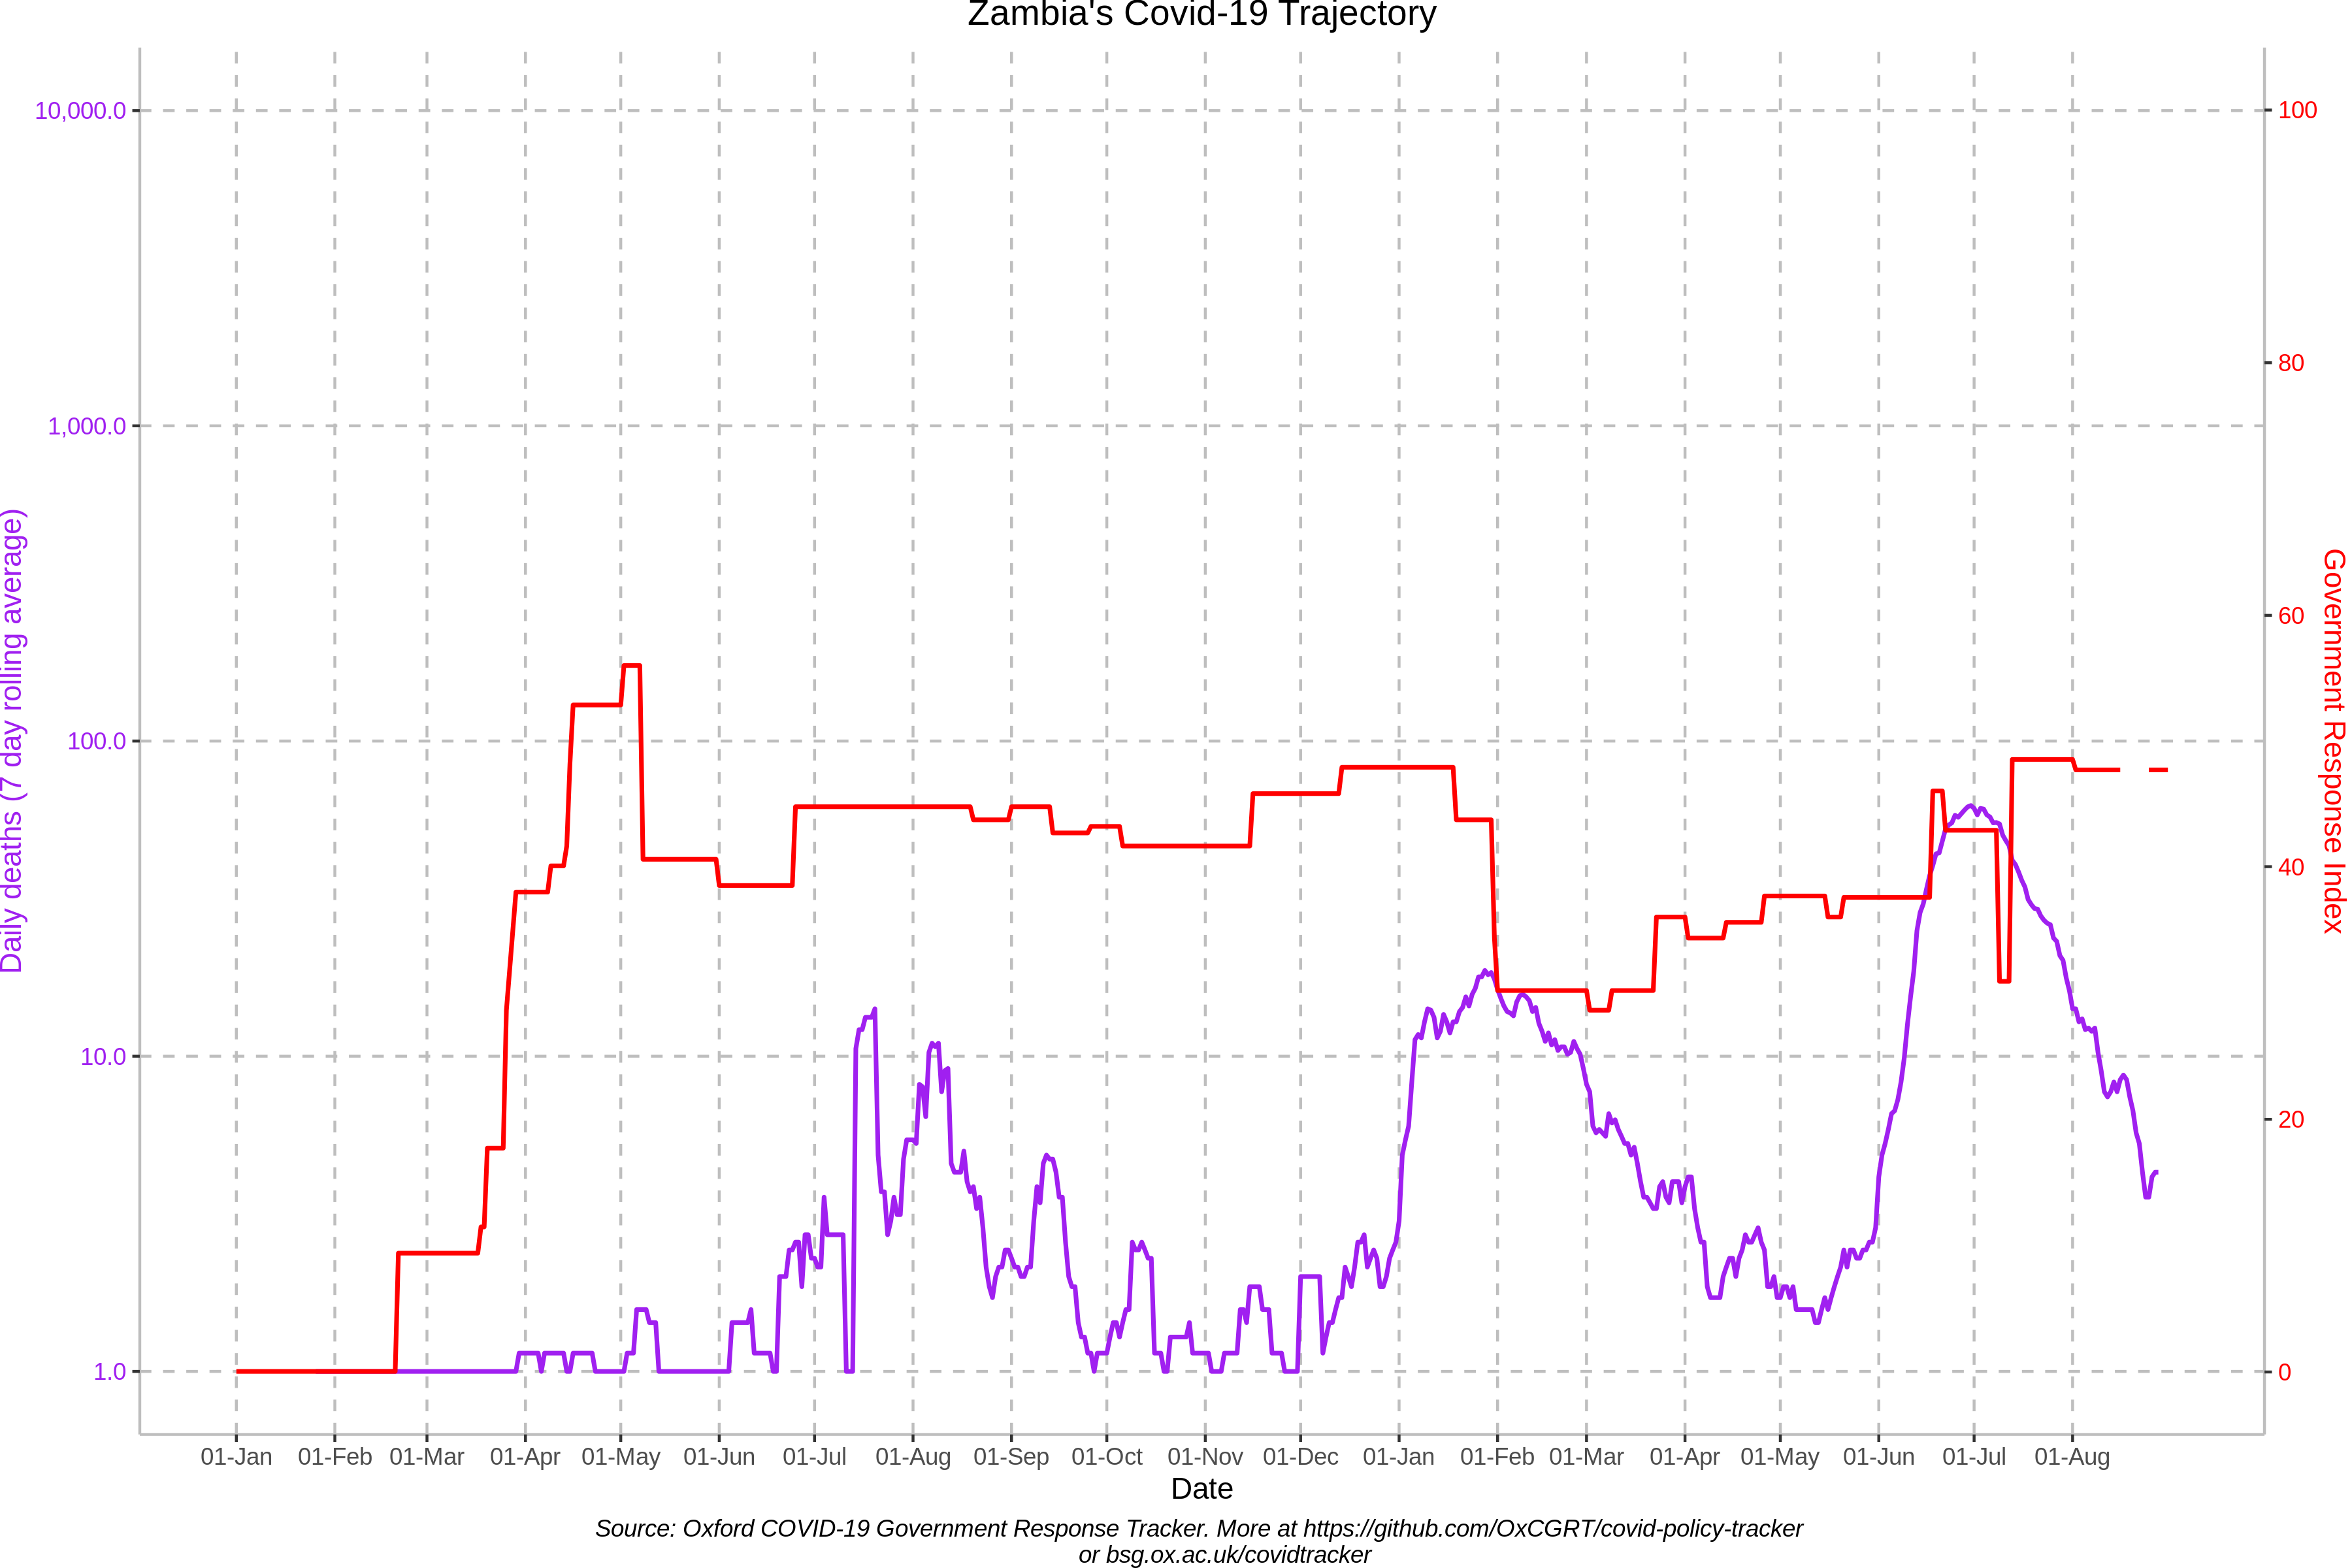 Zambia's Covid-19 Trajectory
10,000.0
1,000.0
100.0
10.0
1.0
Daily deaths (7 day rolling average)
100
80
60
40
20
0
Government Response Index
01-Jan 01-Feb 01-Mar 01-Apr 01-May 01-Jun 01-Jul 01-Aug 01-Sep 01-Oct 01-Nov 01-Dec 01-Jan 01-Feb 01-Mar 01-Apr 01-May 01-Jun 01-Jul 01-Aug
Date
Source: Oxford COVID-19 Government Response Tracker. More at https://github.com/OxCGRT/covid-policy-tracker
or bsg.ox.ac.uk/covidtracker